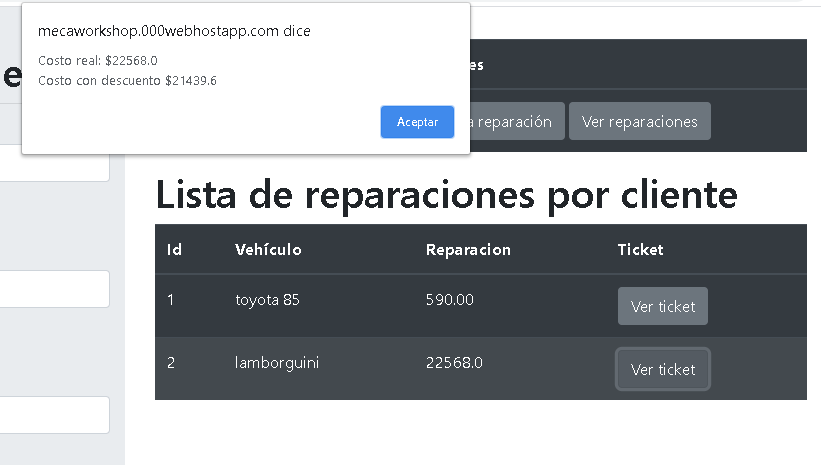 mecaworkshop.000webhostapp.com dice
Costo real: $22568.0
Costo con descuento $21439.6
Aceptar
reparación Ver reparaciones
Lista de reparaciones por cliente
Id Vehículo Reparacion Ticket
1 toyota 85 590.00 Ver ticket
2 lamborguini 22568.0 Ver ticket